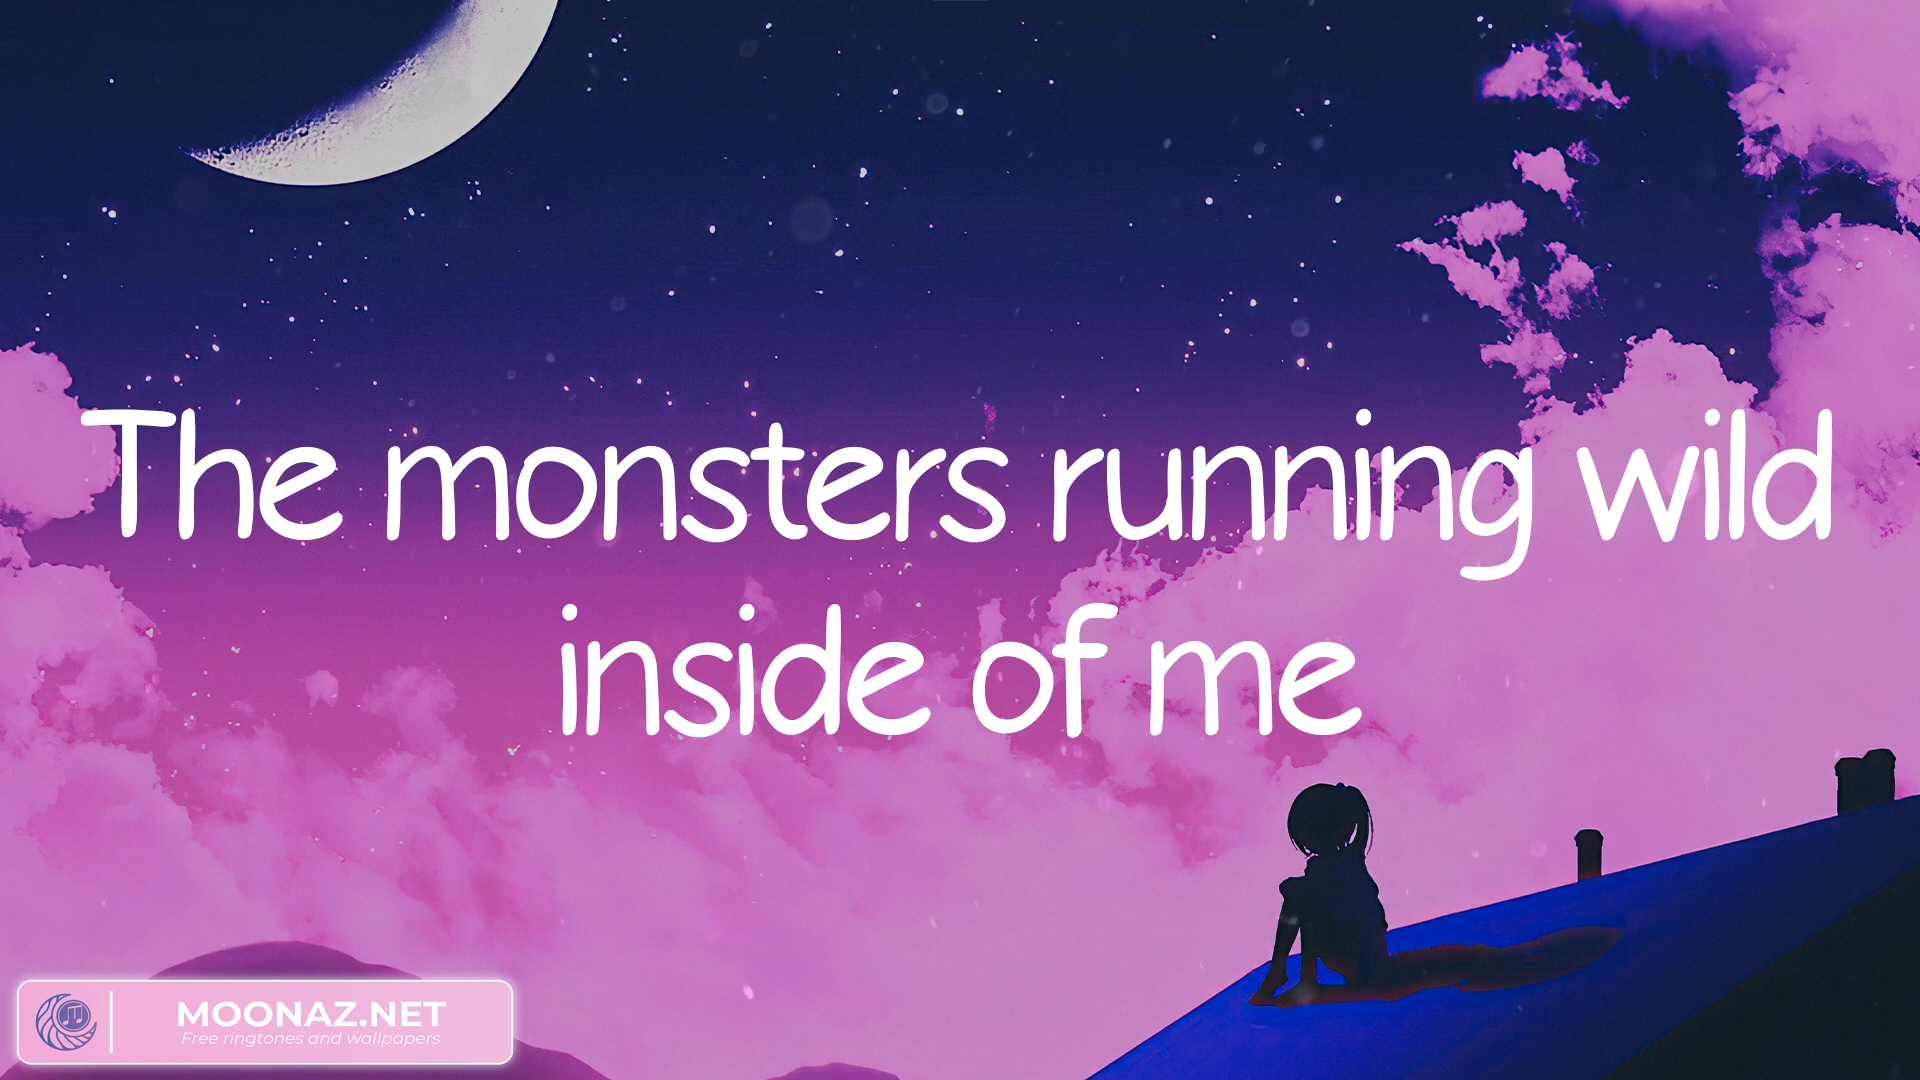 The monsters running wild
inside of me
MOONAZ.NET
Free ringtones and wallpapers